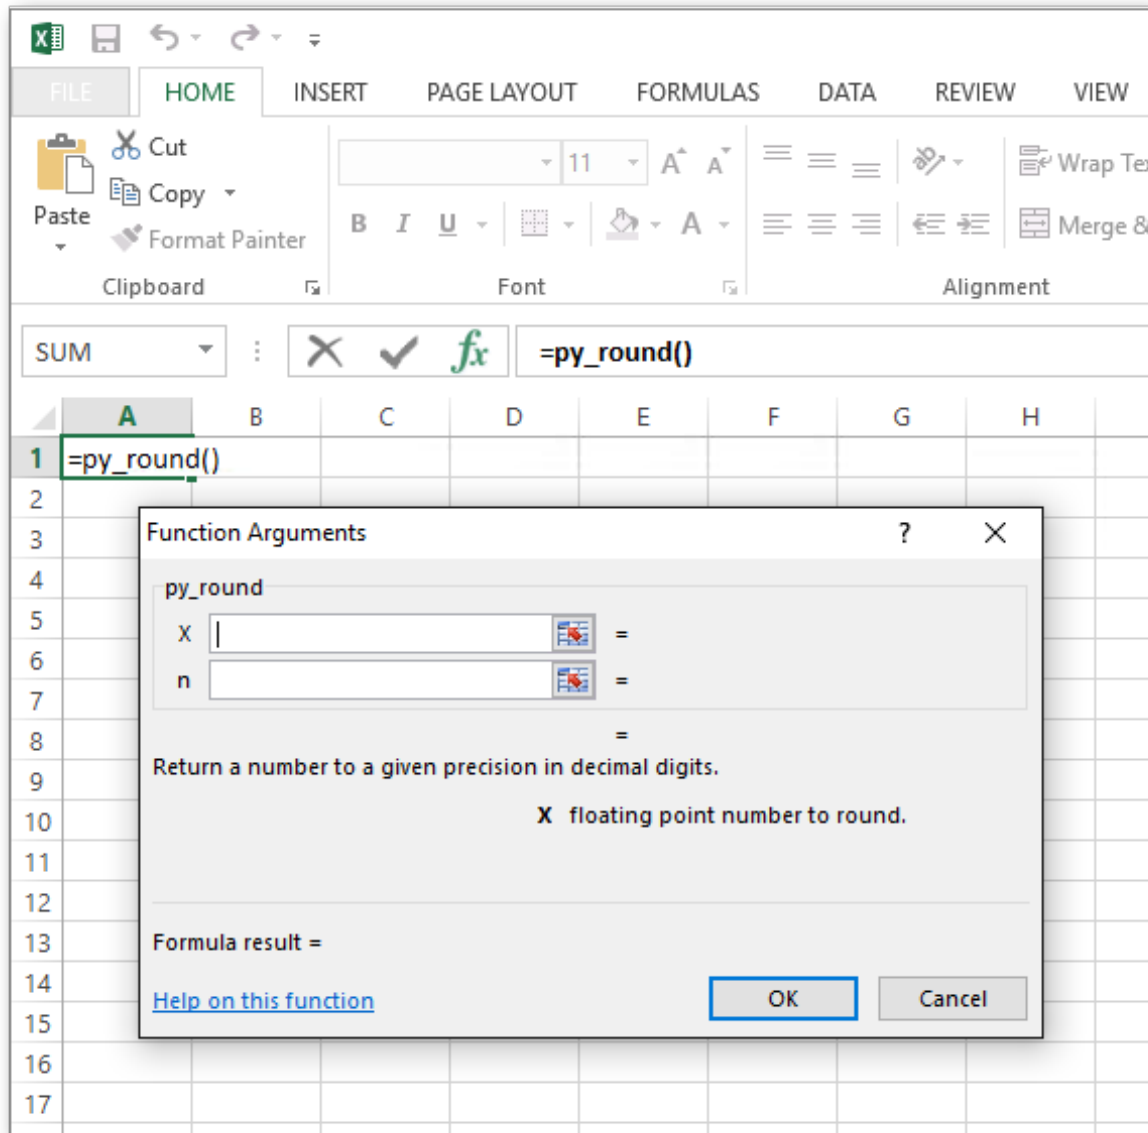 FILE HOME INSERT PAGE LAYOUT FORMULAS DATA REVIEW VIEW
Paste
Cut
Copy
Format Painter
Clipboard
11 A A
B I U A
Font
Wrap Te
Merge &
Alignment
SUM fx =py_round()
A B C D E F G H
1 =py_round()
2
3
4
5
6
7
8
9
10
11
12
13
14
15
16
17
Function Arguments ? X
py_round
X =
n =
=
Return a number to a given precision in decimal digits.
X floating point number to round.
Formula result =
Help on this function OK Cancel